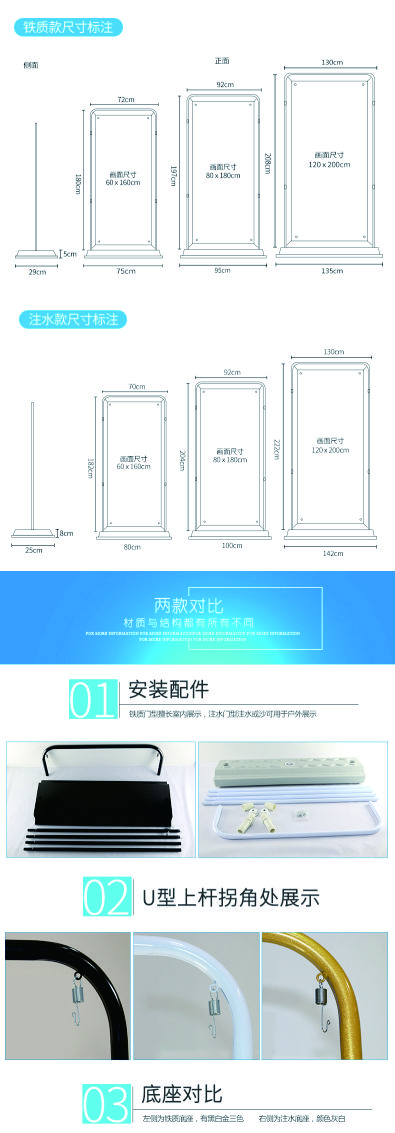 铁质款尺寸标注
侧面
正面
72cm
92cm
130cm
180cm
197cm
208cm
画面尺寸
60 x 160cm
画面尺寸
80 x 180cm
画面尺寸
120 x 200cm
5cm
29cm
75cm
95cm
135cm
注水款尺寸标注
70cm
92cm
130cm
182cm
204cm
222cm
画面尺寸
60 x 160cm
画面尺寸
80 x 180cm
画面尺寸
120 x 200cm
8cm
25cm
80cm
100cm
142cm
两款对比
材质与结构都有所有不同
FOR MORE INFORMATION FOR MORE INFORMATION FOR MORE INFORMATION FOR MORE INFORMATION
FOR MORE INFORMATION FOR MORE INFORMATION
01 安装配件
铁质门型擅长室内展示，注水门型注水或沙可用于户外展示
02 U型上杆拐角处展示
03 底座对比
左侧为铁质底座，有黑白金三色 右侧为注水底座，颜色灰白